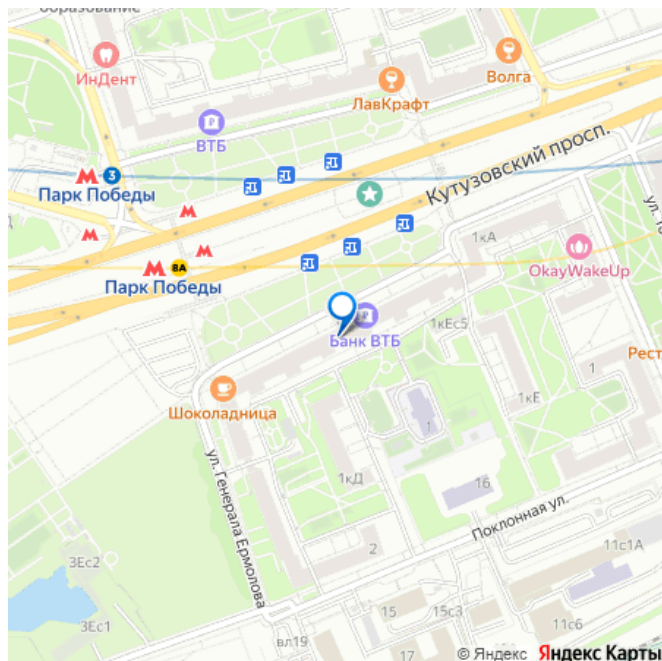 образование
ИнДент
Волга
ЛавКрафт
ВТБ
Кутузовский просп.
3
Парк Победы
8А
Парк Победы
1кА
OkayWakeUp
1кЕс5
Банк ВТБ
Рест
1
Шоколадница
1кЕ
1
1кД
16
ул. Генерала Ермолова
Поклонная ул.
2
11с1А
3Ес2
3Ес1
15
15с3
11с6
вл19
17
© Яндекс Яндекс Карты